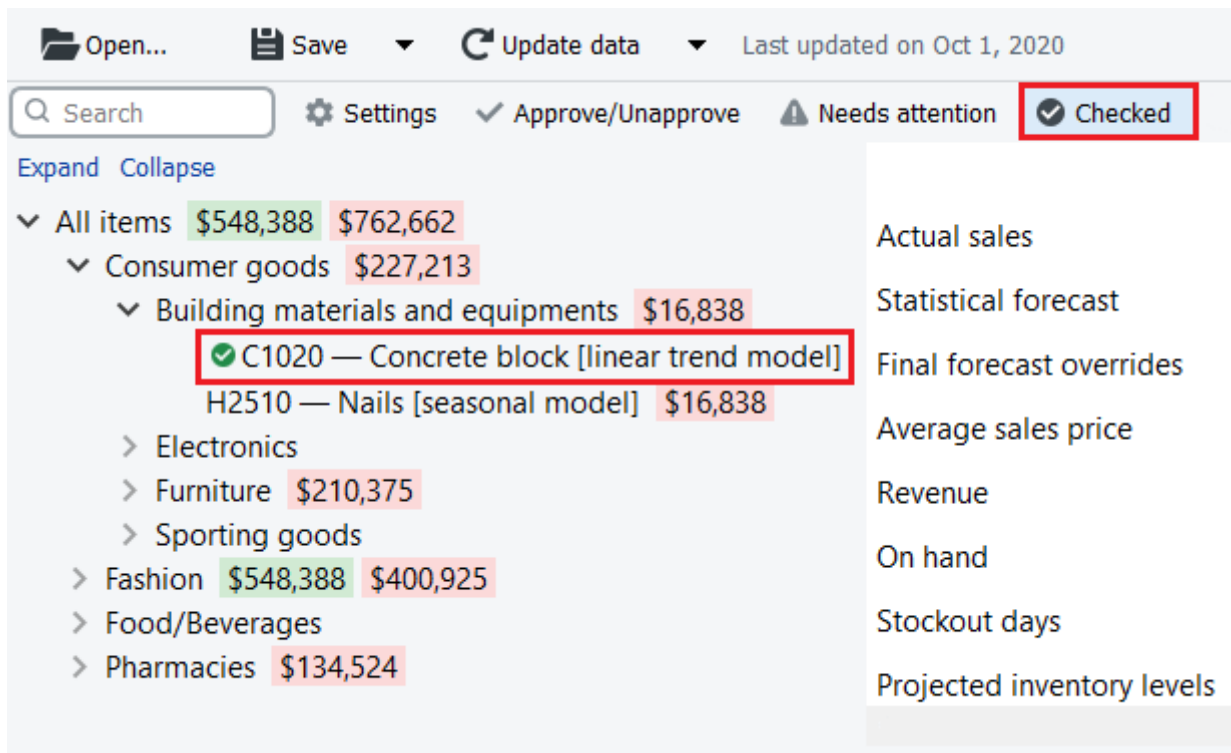 Open... Save Update data Last updated on Oct 1, 2020
Search Settings Approve/Unapprove Needs attention Checked
Expand Collapse
All items $548,388 $762,662
Consumer goods $227,213
Building materials and equipments $16,838
C1020 — Concrete block [linear trend model]
H2510 — Nails [seasonal model] $16,838
Electronics
Furniture $210,375
Sporting goods
Fashion $548,388 $400,925
Food/Beverages
Pharmacies $134,524
Actual sales
Statistical forecast
Final forecast overrides
Average sales price
Revenue
On hand
Stockout days
Projected inventory levels